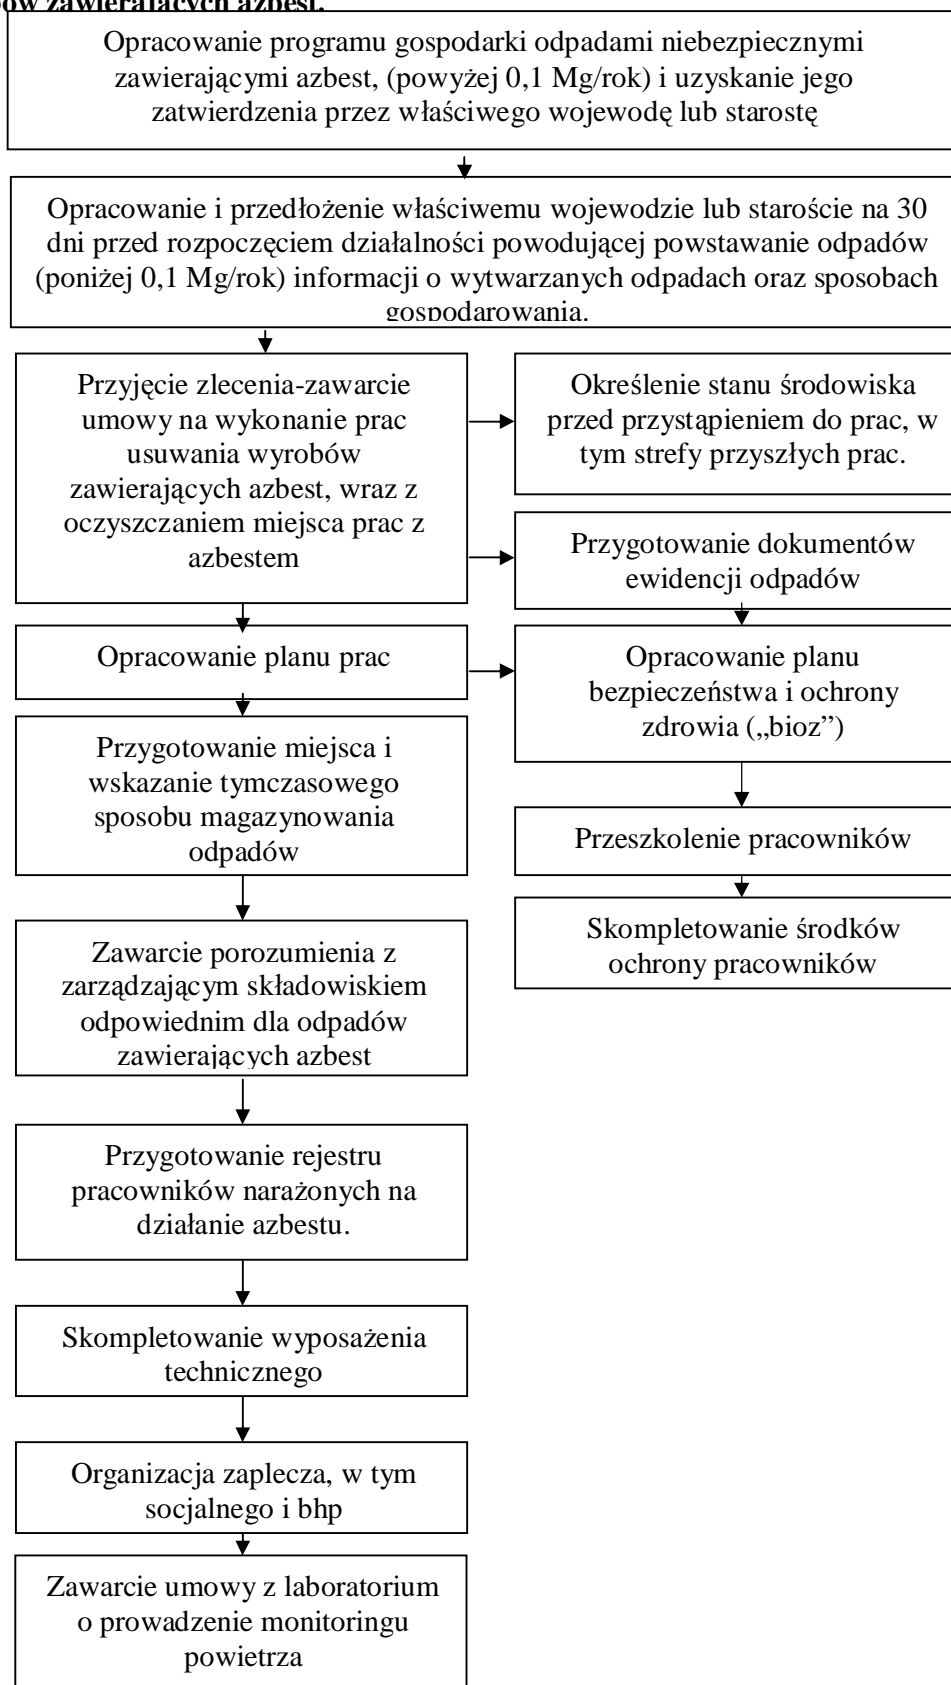 ów zawierających azbest.
Opracowanie programu gospodarki odpadami niebezpiecznymi
zawierającymi azbest, (powyżej 0,1 Mg/rok) i uzyskanie jego
zatwierdzenia przez właściwego wojewodę lub starostę
Opracowanie i przedłożenie właściwemu wojewodzie lub staroście na 30
dni przed rozpoczęciem działalności powodującej powstawanie odpadów
(poniżej 0,1 Mg/rok) informacji o wytwarzanych odpadach oraz sposobach
gospodarowania.
Przyjęcie zlecenia-zawarcie
umowy na wykonanie prac
usuwania wyrobów
zawierających azbest, wraz z
oczyszczaniem miejsca prac z
azbestem
Określenie stanu środowiska
przed przystąpieniem do prac, w
tym strefy przyszłych prac.
Przygotowanie dokumentów
ewidencji odpadów
Opracowanie planu prac
Opracowanie planu
bezpieczeństwa i ochrony
zdrowia („bioz”)
Przygotowanie miejsca i
wskazanie tymczasowego
sposobu magazynowania
odpadów
Przeszkolenie pracowników
Skompletowanie środków
ochrony pracowników
Zawarcie porozumienia z
zarządzającym składowiskiem
odpowiednim dla odpadów
zawierających azbest
Przygotowanie rejestru
pracowników narażonych na
działanie azbestu.
Skompletowanie wyposażenia
technicznego
Organizacja zaplecza, w tym
socjalnego i bhp
Zawarcie umowy z laboratorium
o prowadzenie monitoringu
powietrza